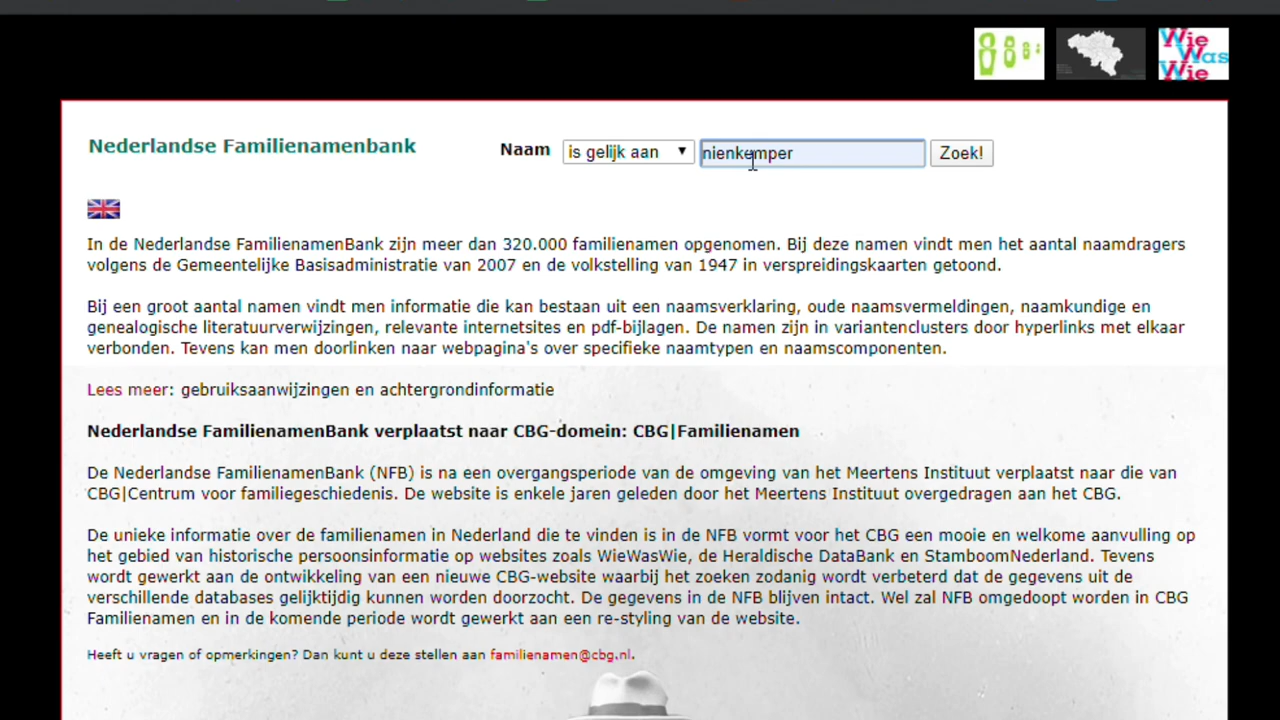 Wie
Was
Wie
Nederlandse Familienamenbank
Naam is gelijk aan nienkemper Zoek!
In de Nederlandse FamilienamenBank zijn meer dan 320.000 familienamen opgenomen. Bij deze namen vindt men het aantal naamdragers
volgens de Gemeentelijke Basisadministratie van 2007 en de volkstelling van 1947 in verspreidingskaarten getoond.
Bij een groot aantal namen vindt men informatie die kan bestaan uit een naamsverklaring, oude naamsvermeldingen, naamkundige en
genealogische literatuurverwijzingen, relevante internetsites en pdf-bijlagen. De namen zijn in variantenclusters door hyperlinks met elkaar
verbonden. Tevens kan men doorlinken naar webpagina's over specifieke naamtypen en naamscomponenten.
Lees meer: gebruiksaanwijzingen en achtergrondinformatie
Nederlandse FamilienamenBank verplaatst naar CBG-domein: CBG|Familienamen
De Nederlandse FamilienamenBank (NFB) is na een overgangsperiode van de omgeving van het Meertens Instituut verplaatst naar die van
CBG|Centrum voor familiegeschiedenis. De website is enkele jaren geleden door het Meertens Instituut overgedragen aan het CBG.
De unieke informatie over de familienamen in Nederland die te vinden is in de NFB vormt voor het CBG een mooie en welkome aanvulling op
het gebied van historische persoonsinformatie op websites zoals WieWasWie, de Heraldische DataBank en StamboomNederland. Tevens
wordt gewerkt aan de ontwikkeling van een nieuwe CBG-website waarbij het zoeken zodanig wordt verbeterd dat de gegevens uit de
verschillende databases gelijktijdig kunnen worden doorzocht. De gegevens in de NFB blijven intact. Wel zal NFB omgedoopt worden in CBG
Familienamen en in de komende periode wordt gewerkt aan een re-styling van de website.
Heeft u vragen of opmerkingen? Dan kunt u deze stellen aan familienamen@cbg.nl.